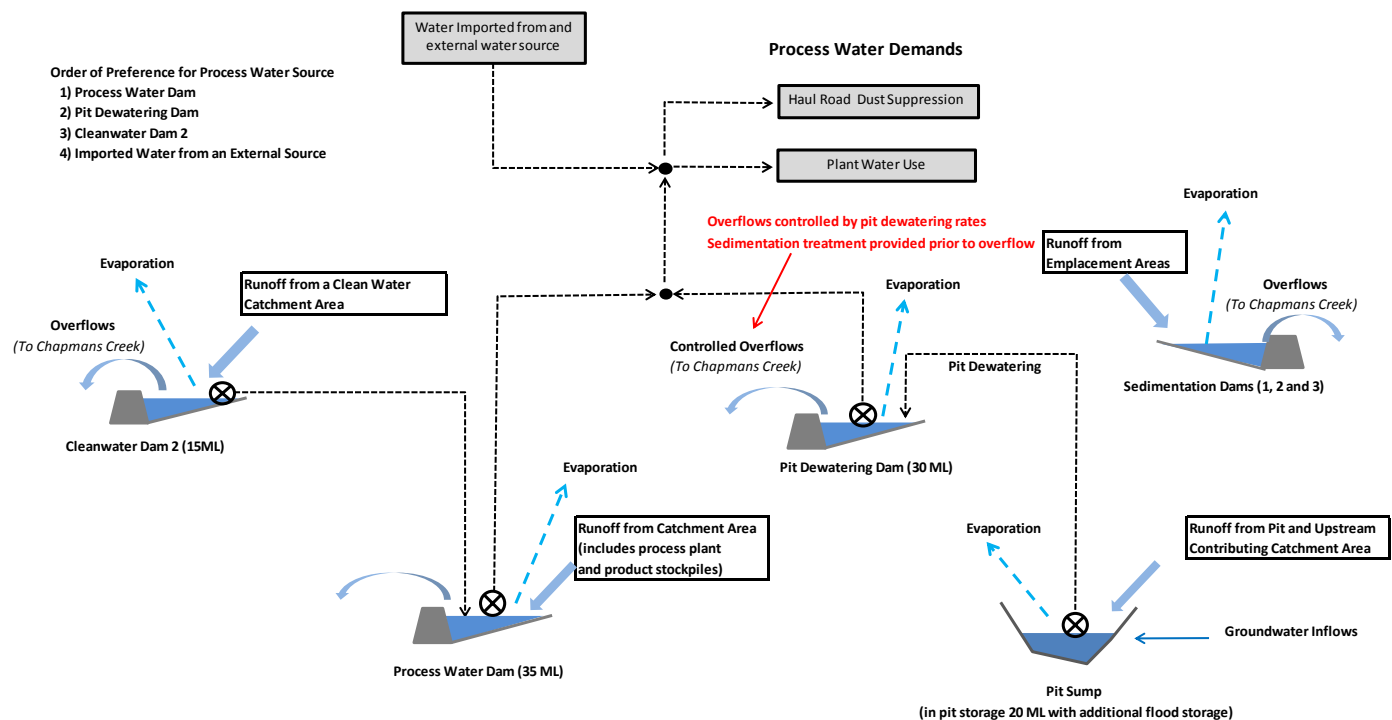 Water Imported from and
external water source
Process Water Demands
Order of Preference for Process Water Source
1) Process Water Dam
2) Pit Dewatering Dam
3) Cleanwater Dam 2
4) Imported Water from an External Source
Haul Road Dust Suppression
Plant Water Use
Evaporation
Overflows controlled by pit dewatering rates
Sedimentation treatment provided prior to overflow
Runoff from
Emplacement Areas
Evaporation
Runoff from a Clean Water
Catchment Area
Evaporation
Overflows
(To Chapmans Creek)
Overflows
(To Chapmans Creek)
Controlled Overflows
(To Chapmans Creek)
Pit Dewatering
Sedimentation Dams (1, 2 and 3)
Cleanwater Dam 2 (15ML)
Pit Dewatering Dam (30 ML)
Evaporation
Runoff from Catchment Area
(includes process plant
and product stockpiles)
Evaporation
Runoff from Pit and Upstream
Contributing Catchment Area
Groundwater Inflows
Process Water Dam (35 ML)
Pit Sump
(in pit storage 20 ML with additional flood storage)